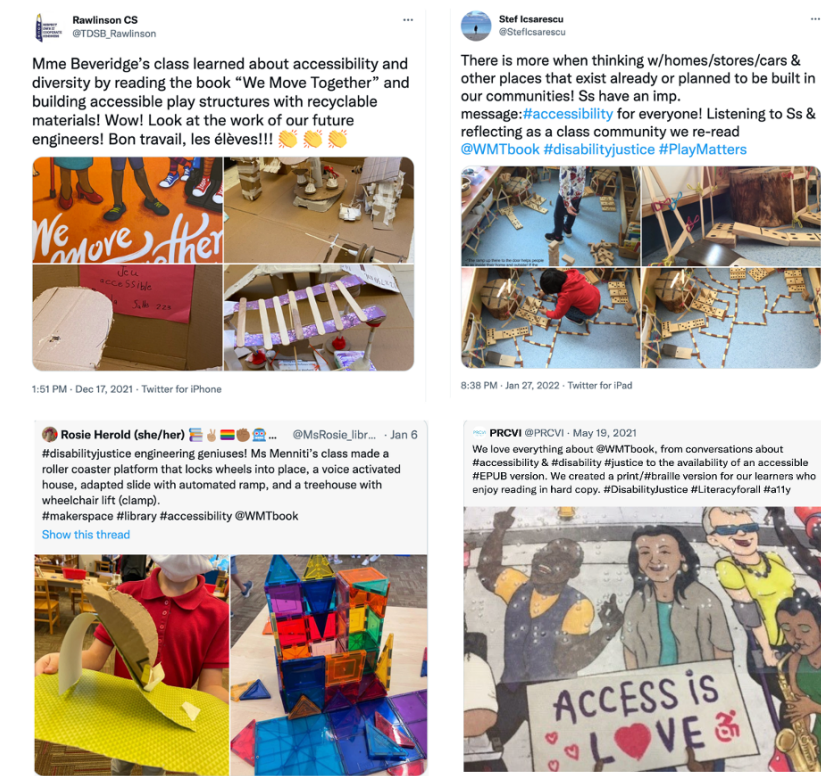 Rawlinson CS
@TDSB_Rawlinson
Mme Beveridge's class learned about accessibility and
diversity by reading the book "We Move Together" and
building accessible play structures with recyclable
materials! Wow! Look at the work of our future
engineers! Bon travail, les élèves!!! 👏 👏 👏
We
move
ther
Jeu
accessible
1:51 PM · Dec 17, 2021 · Twitter for iPhone
Stef Icsarescu
@StefIcsarescu
There is more when thinking w/homes/stores/cars &
other places that exist already or planned to be built in
our communities! Ss have an imp.
message:#accessibility for everyone! Listening to Ss &
reflecting as a class community we re-read
@WMTbook #disabilityjustice #PlayMatters
8:38 PM · Jan 27, 2022 · Twitter for iPad
Rosie Herold (she/her) ... @MsRosie_libr... · Jan 6
#disabilityjustice engineering geniuses! Ms Menniti's class made a
roller coaster platform that locks wheels into place, a voice activated
house, adapted slide with automated ramp, and a treehouse with
wheelchair lift (clamp).
#makerspace #library #accessibility @WMTbook
Show this thread
PRCVI @PRCVI · May 19, 2021
We love everything about @WMTbook, from conversations about
#accessibility & #disability #justice to the availability of an accessible
#EPUB version. We created a print/#braille version for our learners who
enjoy reading in hard copy. #DisabilityJustice #Literacyforall #a11y
ACCESS iS
LOVE